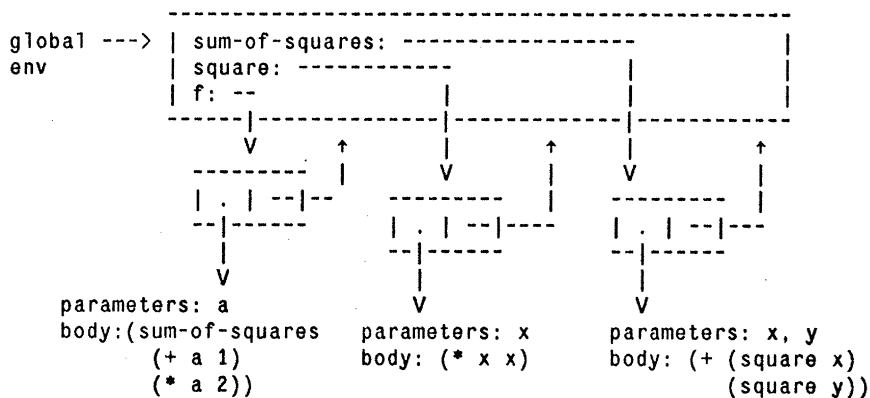 global ---> | sum-of-squares: ----------------- |
env | square: ------------ | |
| f: -- | | |
parameters: a
body:(sum-of-squares parameters: x parameters: x, y
(+ a 1) body: (* x x) body: (+ (square x)
(* a 2)) (square y))